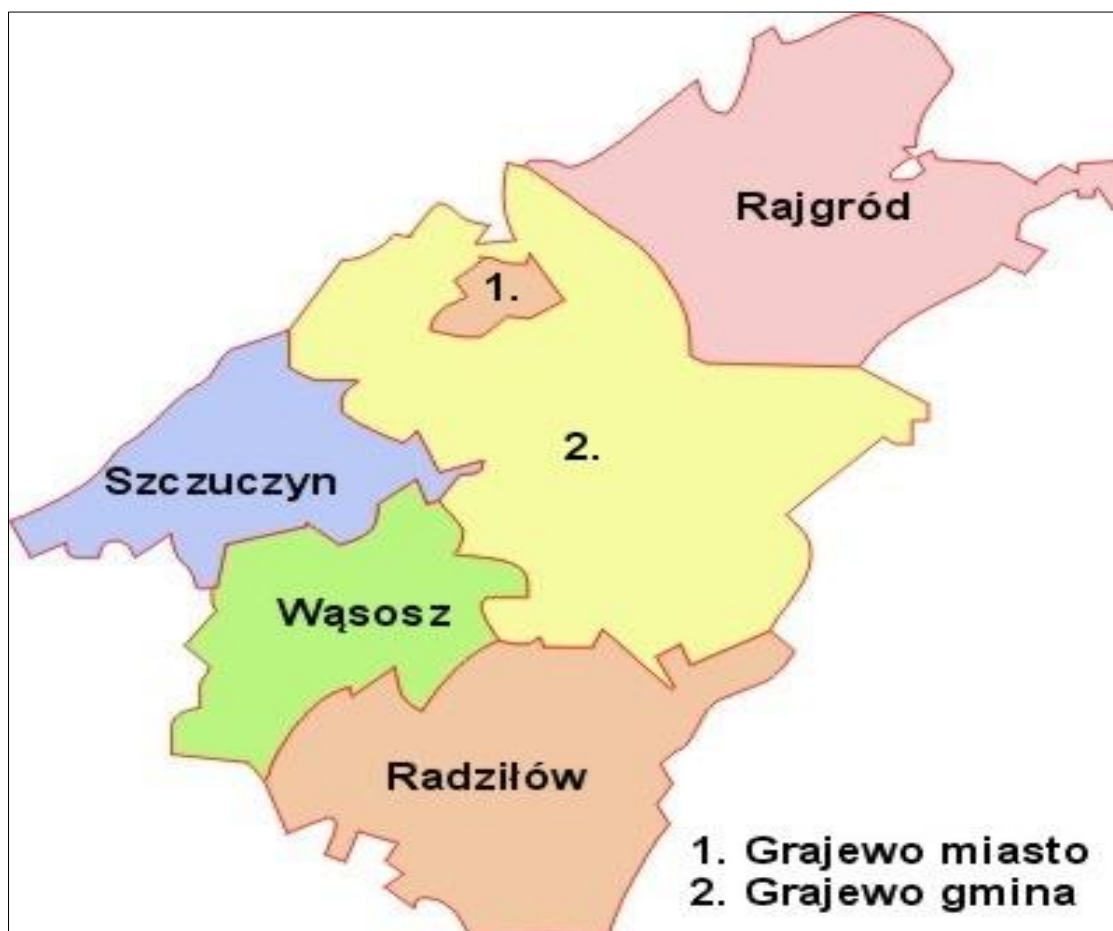 Rajgród
1.
2.
Szczuczyn
Wąsosz
Radziłów
1. Grajewo miasto
2. Grajewo gmina